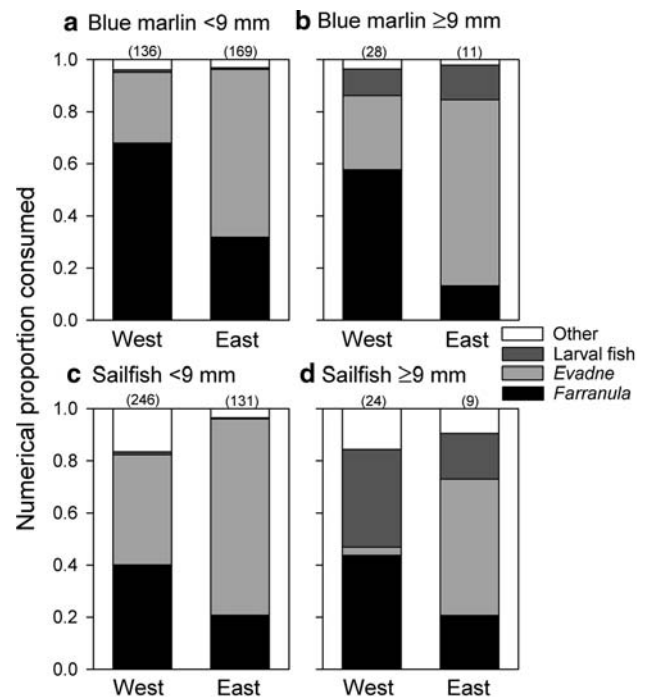 a Blue marlin <9 mm
b Blue marlin ≥9 mm
(136) (169)
(28) (11)
1.0
0.8
0.6
0.4
0.2
0.0
West East
West East
Numerical proportion consumed
Other
Larval fish
Evadne
Farranula
c Sailfish <9 mm
d Sailfish ≥9 mm
(246) (131)
(24) (9)
1.0
0.8
0.6
0.4
0.2
0.0
West East
West East